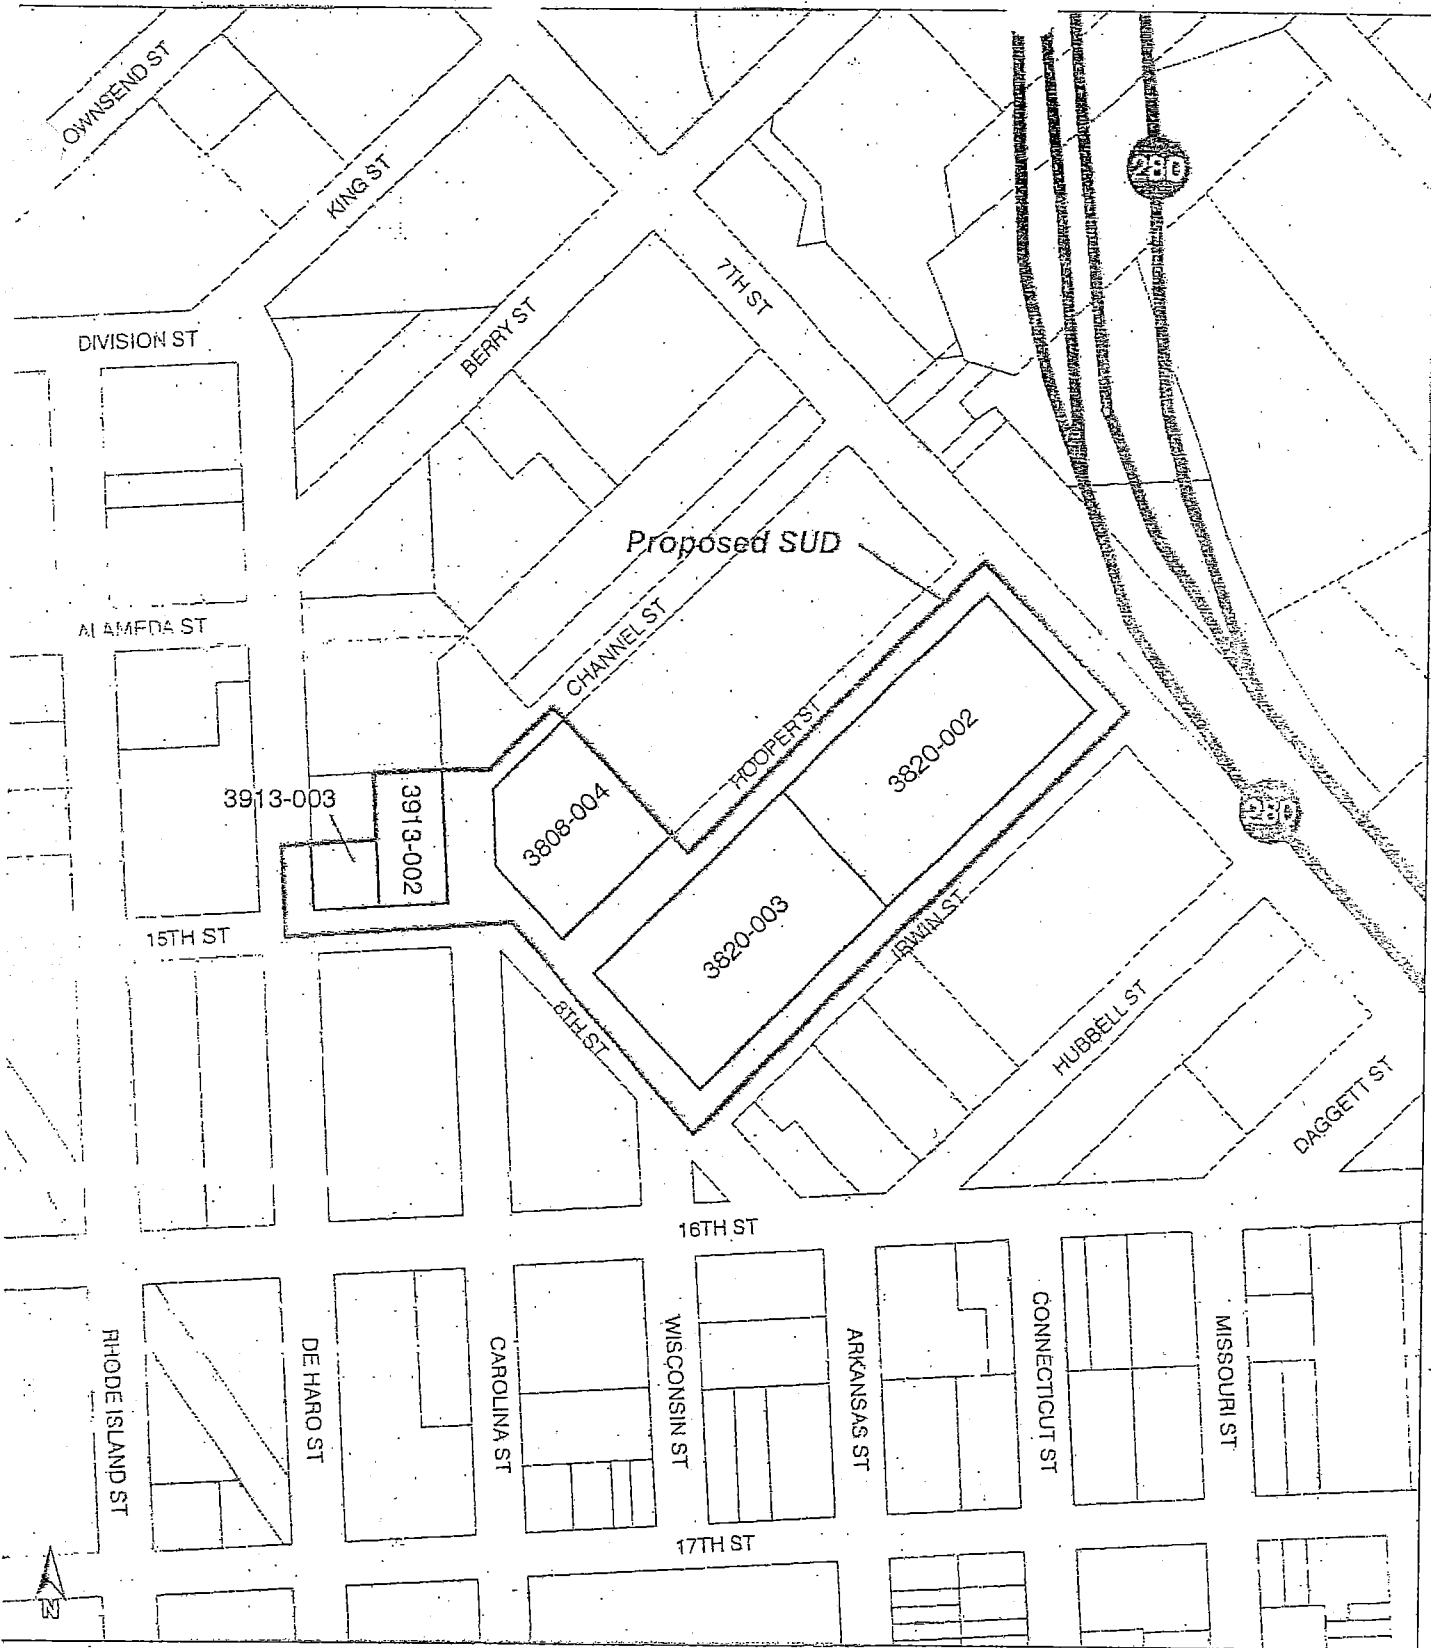 OWNSEND ST
280
KING ST
7TH ST
DIVISION ST
BERRY ST
Proposed SUD
ALAMEDA ST
CHANNEL ST
HOOPER ST
3820-002
3913-003
3913-002
3808-004
280
3820-003
15TH ST
IRWIN ST
8TH ST
HUBBELL ST
DAGGETT ST
16TH ST
RHODE ISLAND ST
DE HARO ST
CAROLINA ST
WISCONSIN ST
ARKANSAS ST
CONNECTICUT ST
MISSOURI ST
17TH ST
N